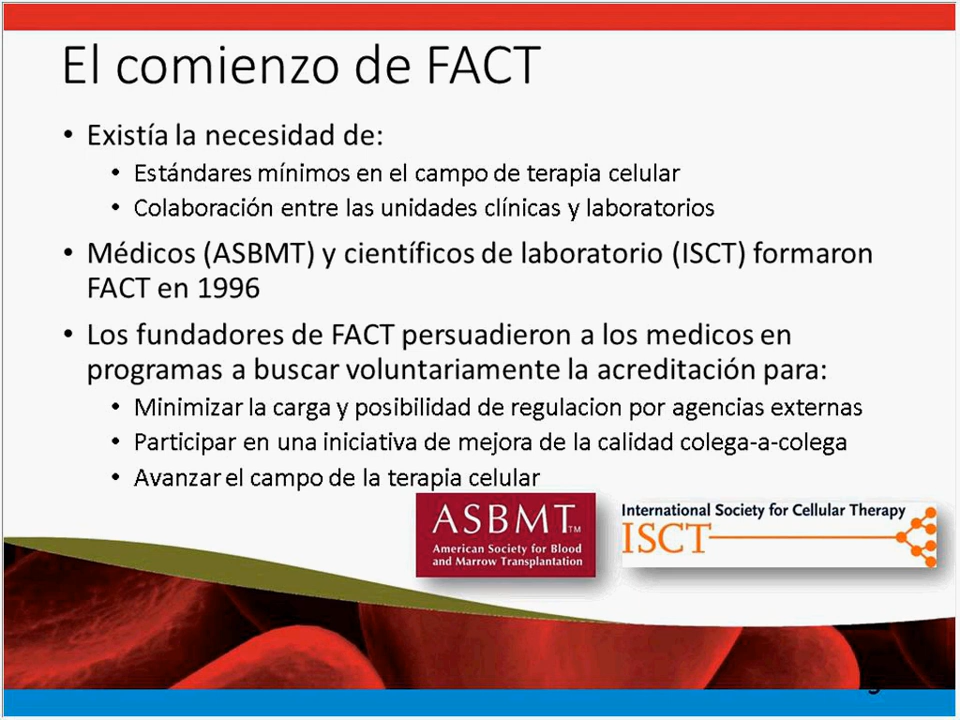 El comienzo de FACT
• Existía la necesidad de:
• Estándares mínimos en el campo de terapia celular
• Colaboración entre las unidades clínicas y laboratorios
• Médicos (ASBMT) y científicos de laboratorio (ISCT) formaron
FACT en 1996
• Los fundadores de FACT persuadieron a los medicos en
programas a buscar voluntariamente la acreditación para:
• Minimizar la carga y posibilidad de regulacion por agencias externas
• Participar en una iniciativa de mejora de la calidad colega-a-colega
• Avanzar el campo de la terapia celular
ASBMT™
American Society for Blood
and Marrow Transplantation
International Society for Cellular Therapy
ISCT
5